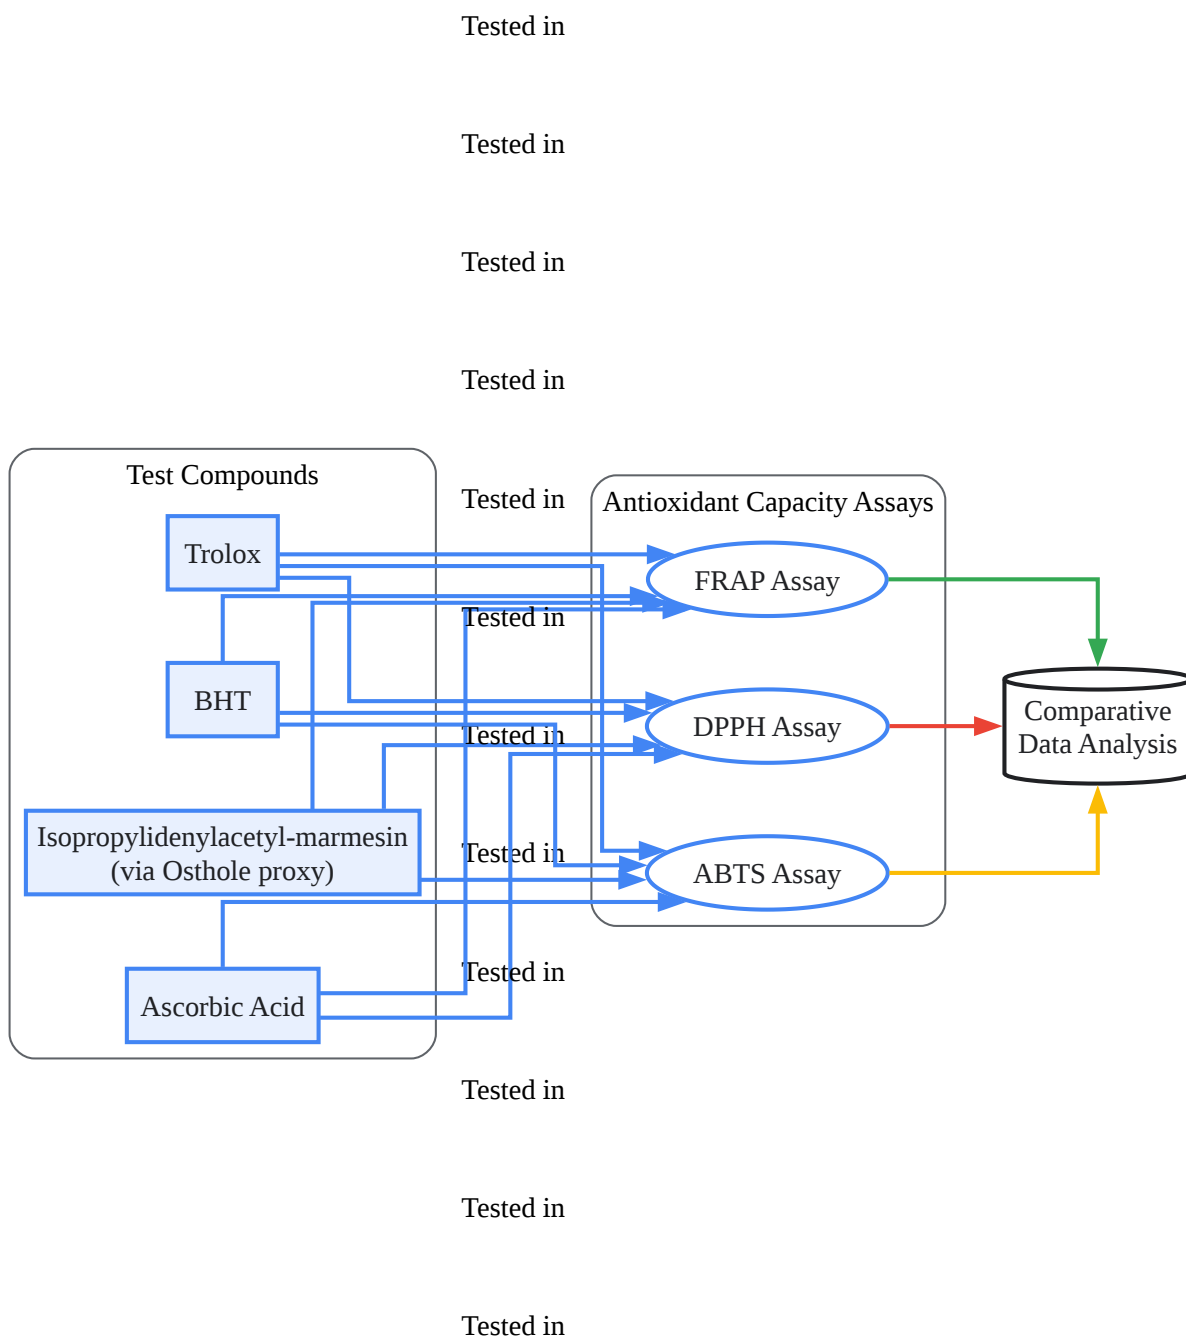 Tested in
Tested in
Tested in
Tested in
Test Compounds
Tested in
Antioxidant Capacity Assays
Trolox
FRAP Assay
Tested in
BHT
DPPH Assay
Comparative
Data Analysis
Tested in
Isopropylidenylacetyl-marmesin
(via Osthole proxy)
Tested in
ABTS Assay
Tested in
Ascorbic Acid
Tested in
Tested in
Tested in